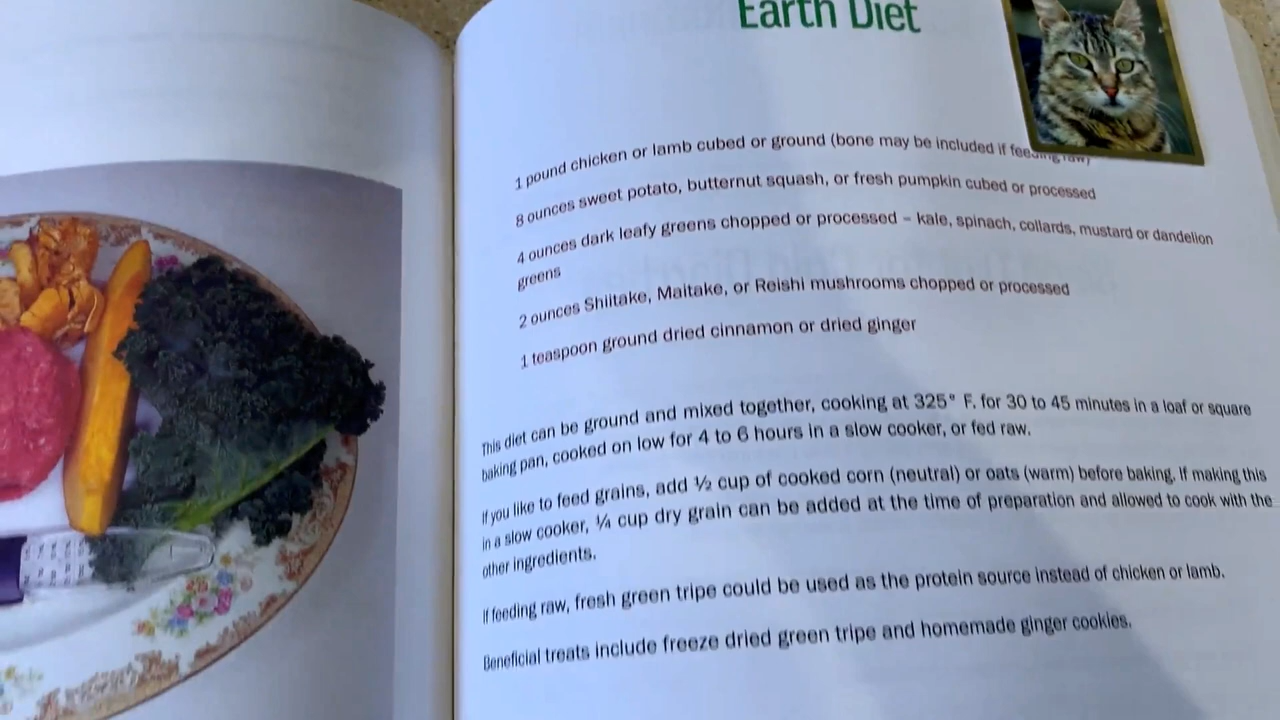 Earth Diet
1 pound chicken or lamb cubed or ground (bone may be included if feeding raw)
8 ounces sweet potato, butternut squash, or fresh pumpkin cubed or processed
4 ounces dark leafy greens chopped or processed – kale, spinach, collards, mustard or dandelion
greens
2 ounces Shiitake, Maitake, or Reishi mushrooms chopped or processed
1 teaspoon ground dried cinnamon or dried ginger
This diet can be ground and mixed together, cooking at 325° F. for 30 to 45 minutes in a loaf or square
baking pan, cooked on low for 4 to 6 hours in a slow cooker, or fed raw.
If you like to feed grains, add ½ cup of cooked corn (neutral) or oats (warm) before baking. If making this
in a slow cooker, ¼ cup dry grain can be added at the time of preparation and allowed to cook with the
other ingredients.
If feeding raw, fresh green tripe could be used as the protein source instead of chicken or lamb.
Beneficial treats include freeze dried green tripe and homemade ginger cookies.